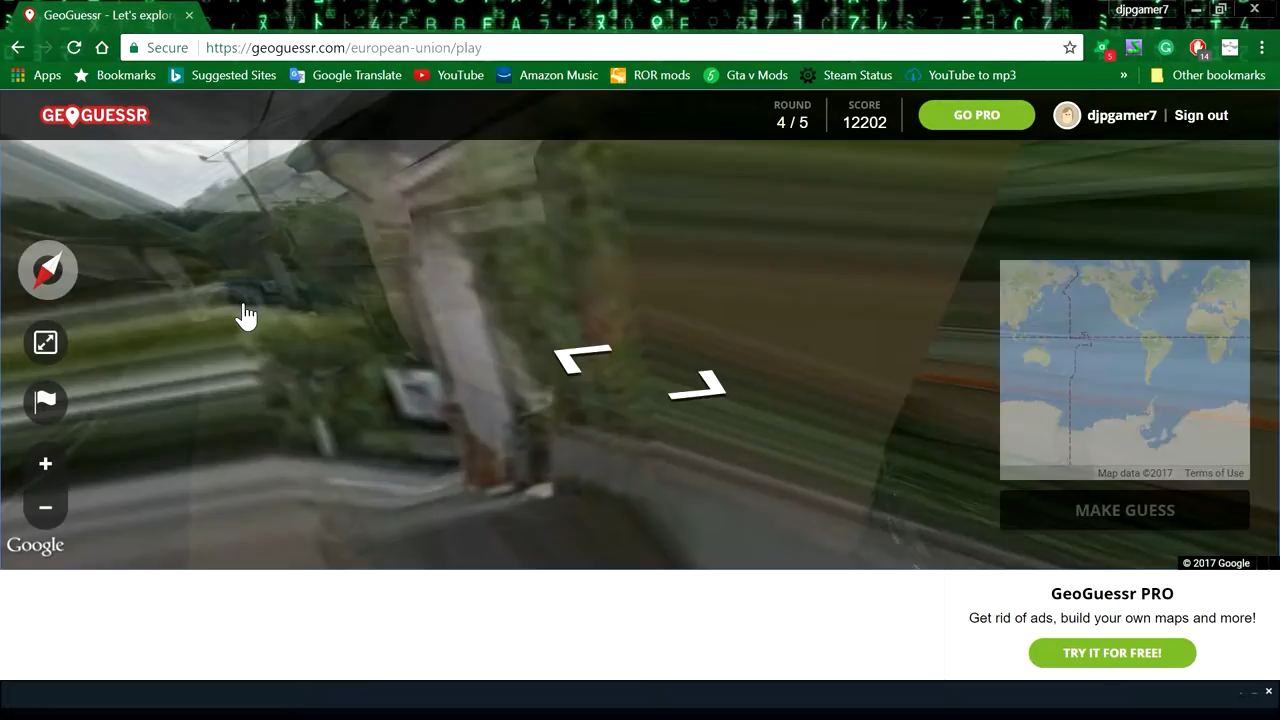 djpgamer7
GeoGuessr - Let's explor
Secure https://geoguessr.com/european-union/play
5
14
Apps Bookmarks Suggested Sites Google Translate YouTube Amazon Music ROR mods Gta v Mods Steam Status YouTube to mp3 » Other bookmarks
GEOGUESSR
ROUND
4 / 5
SCORE
12202
GO PRO
djpgamer7 | Sign out
Map data ©2017 Terms of Use
MAKE GUESS
Google
© 2017 Google
GeoGuessr PRO
Get rid of ads, build your own maps and more!
TRY IT FOR FREE!